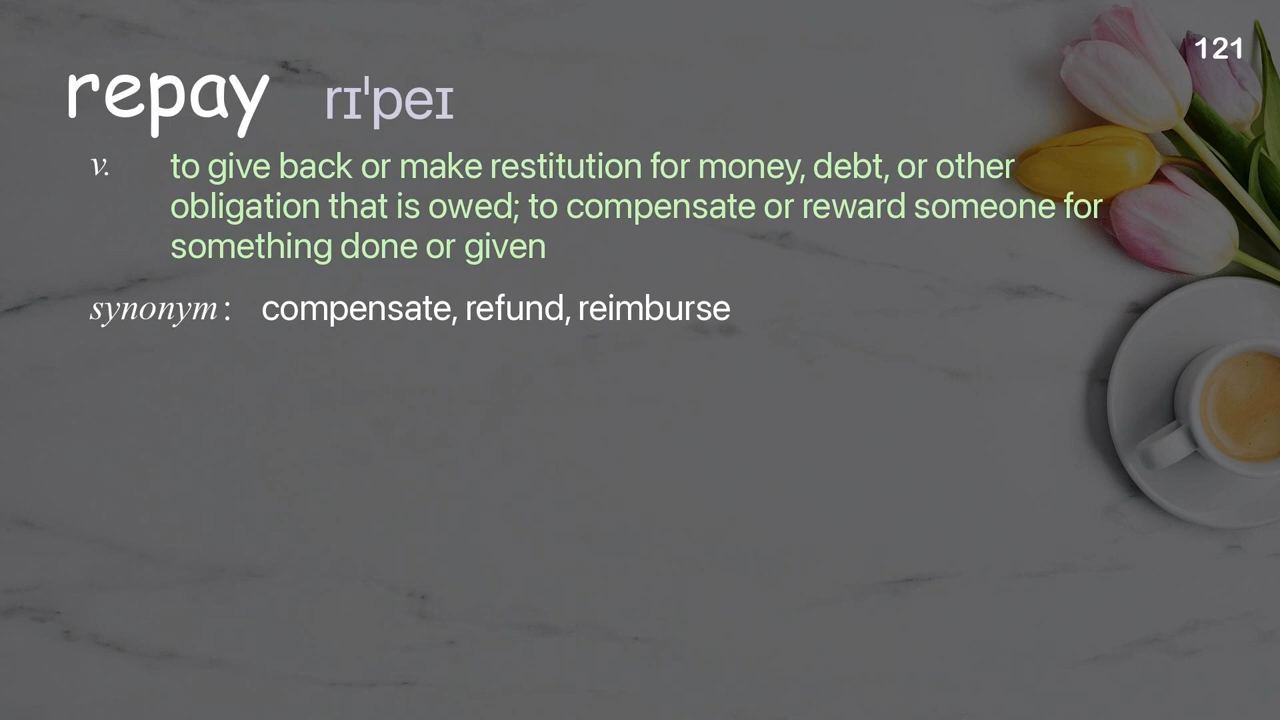 121
repay rɪˈpeɪ
v. to give back or make restitution for money, debt, or other
obligation that is owed; to compensate or reward someone for
something done or given
synonym : compensate, refund, reimburse